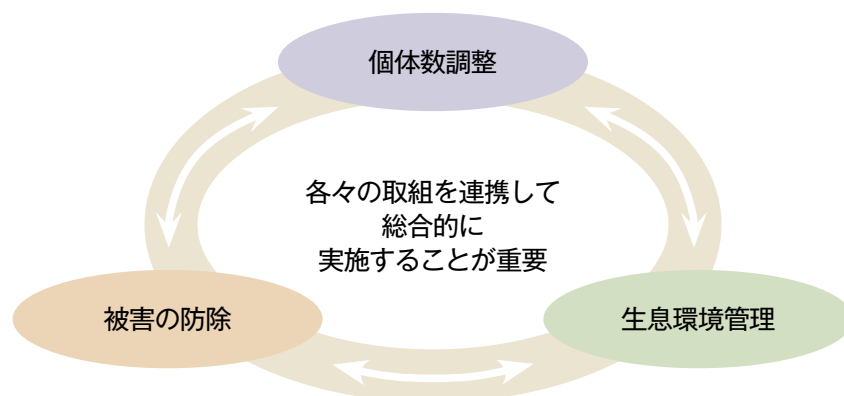 個体数調整
各々の取組を連携して
総合的に
実施することが重要
被害の防除
生息環境管理